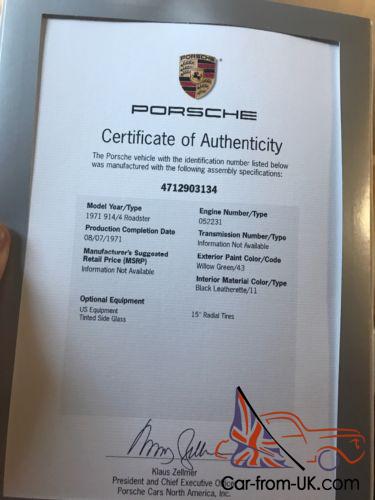 PORSCHE
Certificate of Authenticity
The Porsche vehicle with the identification number listed below
was manufactured with the following assembly specifications:
4712903134
Model Year/Type
1971 914/4 Roadster
Production Completion Date
08/07/1971
Manufacturer's Suggested
Retail Price (MSRP)
Information Not Available
Engine Number/Type
052231
Transmission Number/Type
Information Not Available
Exterior Paint Color/Code
Willow Green/43
Interior Material Color/Type
Black Leatherette/11
Optional Equipment
US Equipment
Tinted Side Glass
15" Radial Tires
Klaus Zellmer
President and Chief Executive
Porsche Cars North America, Inc.
Car-from-UK.com